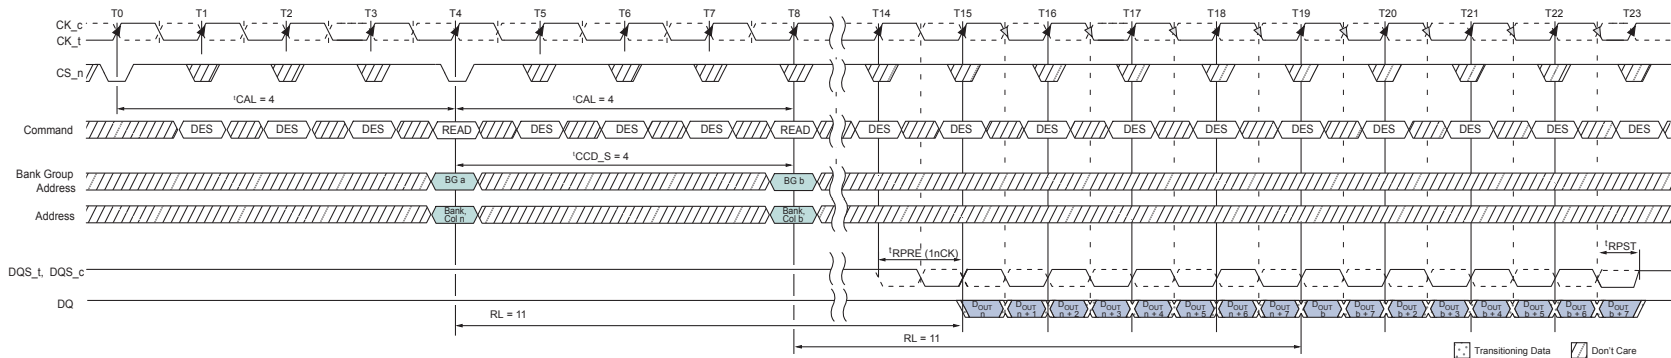 T0 T1 T2 T3 T4 T5 T6 T7 T8 T14 T15 T16 T17 T18 T19 T20 T21 T22 T23
CK_c
CK_t
CS_n
tCAL = 4 tCAL = 4
Command DES DES DES READ DES DES DES READ DES DES DES DES DES DES DES DES DES DES
tCCD_S = 4
Bank Group
Address
BG a BG b
Address
Bank,
Col n
Bank,
Col b
tRPRE (1nCK) tRPST
DQS_t, DQS_c
DQ
DOUT n DOUT n + 1 DOUT n + 2 DOUT n + 3 DOUT n + 4 DOUT n + 5 DOUT n + 6 DOUT n + 7 DOUT b DOUT b + 7 DOUT b + 2 DOUT b + 3 DOUT b + 4 DOUT b + 5 DOUT b + 6 DOUT b + 7
RL = 11
RL = 11
Transitioning Data Don't Care